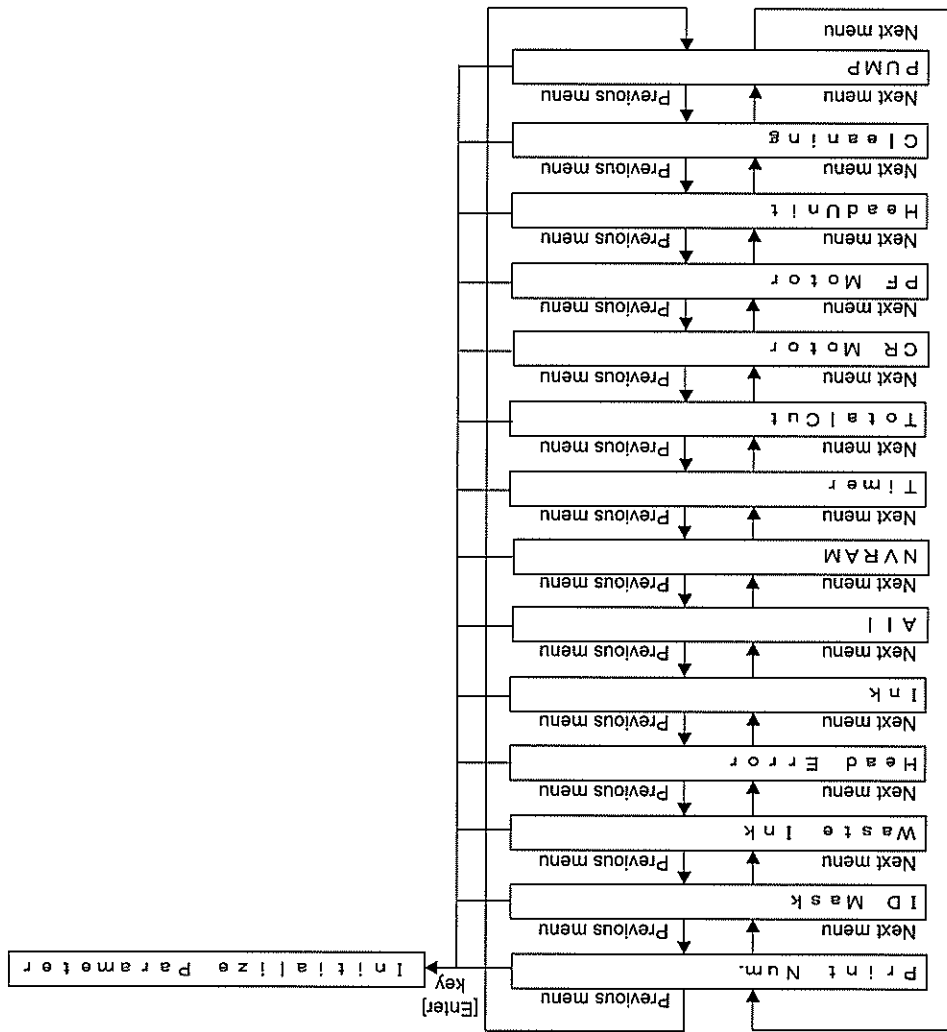 Previous menu
[Enter]
key
Print Num.
Initialize Parameter
Next menu
Previous menu
ID Mask
Next menu
Previous menu
Waste Ink
Next menu
Previous menu
Head Error
Next menu
Previous menu
Ink
Next menu
Previous menu
All
Next menu
Previous menu
NVRAM
Next menu
Previous menu
Timer
Next menu
Previous menu
TotalCut
Next menu
Previous menu
CR Motor
Next menu
Previous menu
PF Motor
Next menu
Previous menu
HeadUnit
Next menu
Previous menu
Cleaning
Next menu
Previous menu
PUMP
Next menu